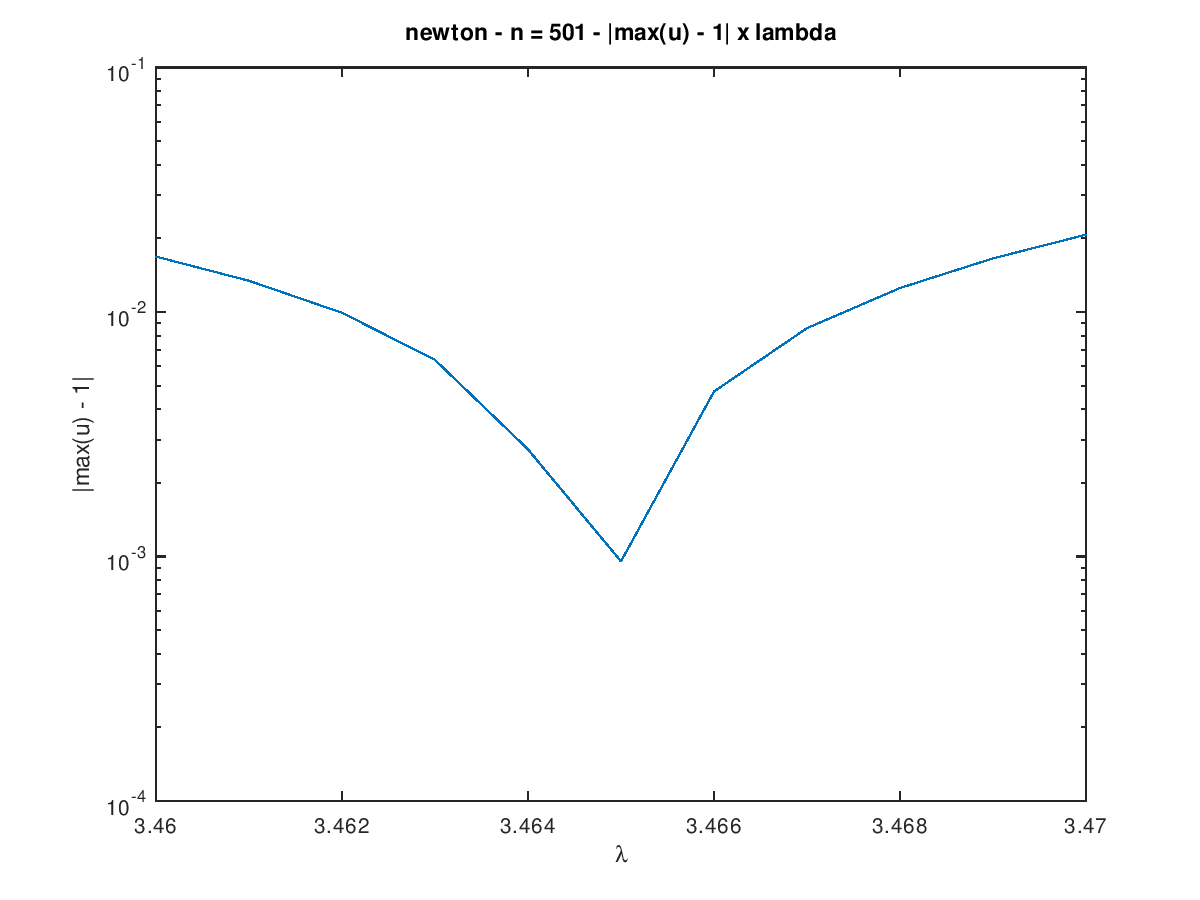 newton - n = 501 - |max(u) - 1| x lambda
10^-1
10^-2
10^-3
10^-4
|max(u) - 1|
3.46 3.462 3.464 3.466 3.468 3.47
λ